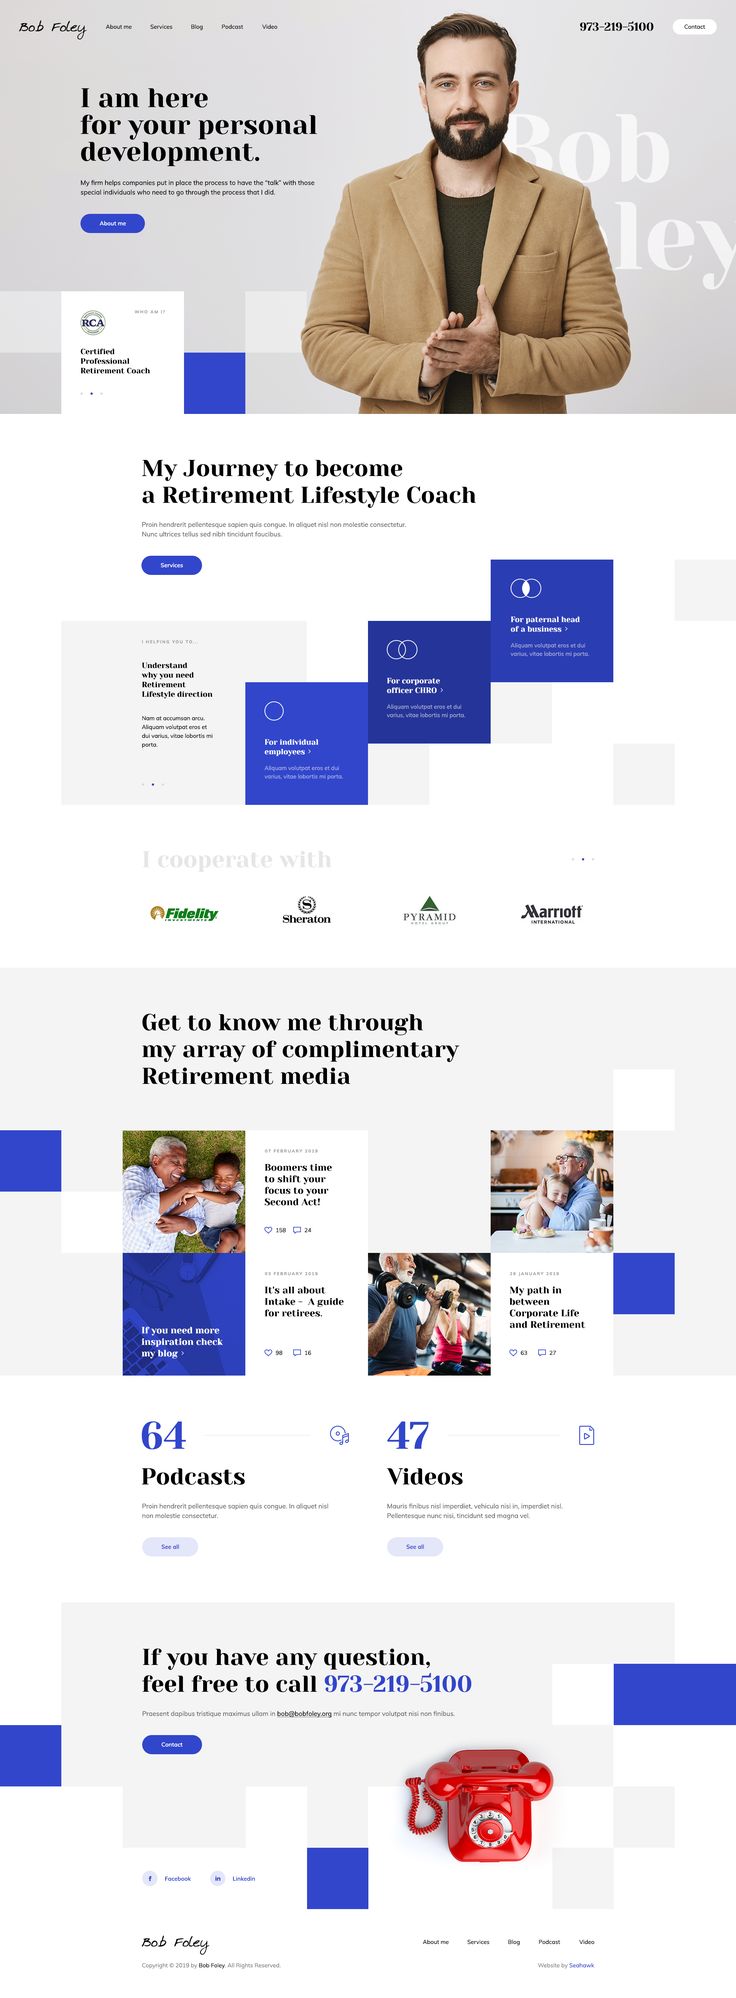 Bob Foley
About me
Services
Blog
Podcast
Video
973-219-5100
Contact
I am here
for your personal
development.
My firm helps companies put in place the process to have the "talk" with those
special individuals who need to go through the process that I did.
About me
Bob
Foley
RCA
WHO AM I?
Certified
Professional
Retirement Coach
My Journey to become
a Retirement Lifestyle Coach
Proin hendrerit pellentesque sapien quis congue. In aliquet nisl non molestie consectetur.
Nunc ultrices tellus sed nibh tincidunt faucibus.
Services
I HELPING YOU TO...
Understand
why you need
Retirement
Lifestyle direction
Nam at accumsan arcu.
Aliquam volutpat eros et
dui varius, vitae lobortis mi
porta.
For individual
employees >
Aliquam volutpat eros et dui
varius, vitae lobortis mi porta.
For corporate
officer CHRO >
Aliquam volutpat eros et dui
varius, vitae lobortis mi porta.
For paternal head
of a business >
Aliquam volutpat eros et dui
varius, vitae lobortis mi porta.
I cooperate with
Fidelity
INVESTMENTS
S
Sheraton
PYRAMID
HOTEL GROUP
Marriott
INTERNATIONAL
Get to know me through
my array of complimentary
Retirement media
07 FEBRUARY 2019
Boomers time
to shift your
focus to your
Second Act!
158
24
If you need more
inspiration check
my blog >
03 FEBRUARY 2019
It's all about
Intake - A guide
for retirees.
98
16
28 JANUARY 2019
My path in
between
Corporate Life
and Retirement
63
27
64
Podcasts
Proin hendrerit pellentesque sapien quis congue. In aliquet nisl
non molestie consectetur.
See all
47
Videos
Mauris finibus nisl imperdiet, vehicula nisi in, imperdiet nisl.
Pellentesque nunc nisi, tincidunt sed magna vel.
See all
If you have any question,
feel free to call 973-219-5100
Praesent dapibus tristique maximus ullam in bob@bobfoley.org mi nunc tempor volutpat nisi non finibus.
Contact
f
Facebook
in
Linkedin
Bob Foley
About me
Services
Blog
Podcast
Video
Copyright © 2019 by Bob Foley. All Rights Reserved.
Website by Seahawk